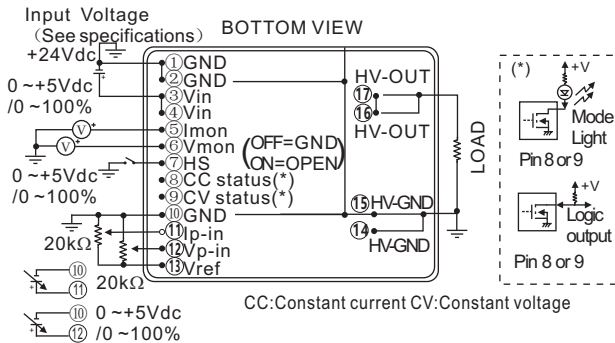 Input Voltage
(See specifications)
BOTTOM VIEW
+24Vdc
①GND
②GND
③Vin
④Vin
⑤Imon
⑥Vmon
⑦HS
⑧CC status(*)
⑨CV status(*)
⑩GND
⑪Ip-in
⑫Vp-in
⑬Vref
0 ~+5Vdc
/0 ~100%
V +
V +
0 ~+5Vdc
/0 ~100%
20kΩ
20kΩ
(OFF=GND
ON=OPEN)
HV-OUT
⑰
⑯
HV-OUT
LOAD
⑮ HV-GND
⑭
HV-GND
⑩
⑪
⑩ 0 ~+5Vdc
⑫ /0 ~100%
CC:Constant current CV:Constant voltage
(*)
+V
Mode
Light
Pin 8 or 9
+V
Logic
output
Pin 8 or 9